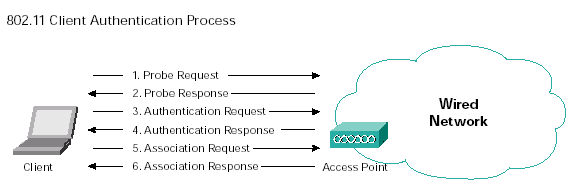 802.11 Client Authentication Process
1. Probe Request
2. Probe Response
3. Authentication Request
4. Authentication Response
5. Association Request
6. Association Response
Client
Access Point
Wired
Network